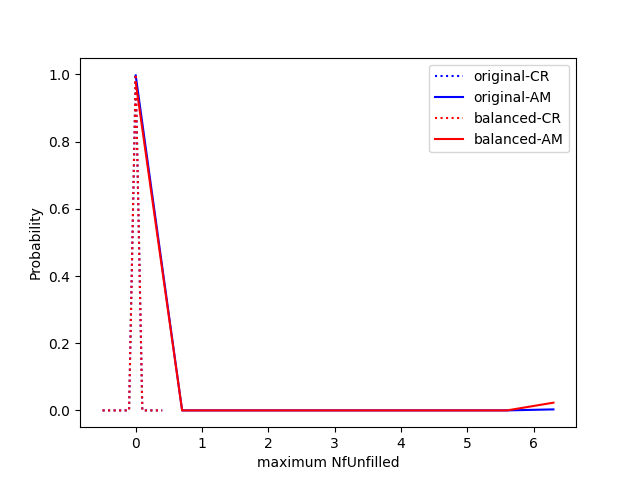 original-CR
original-AM
balanced-CR
balanced-AM
Probability
1.0
0.8
0.6
0.4
0.2
0.0
0 1 2 3 4 5 6
maximum NfUnfilled